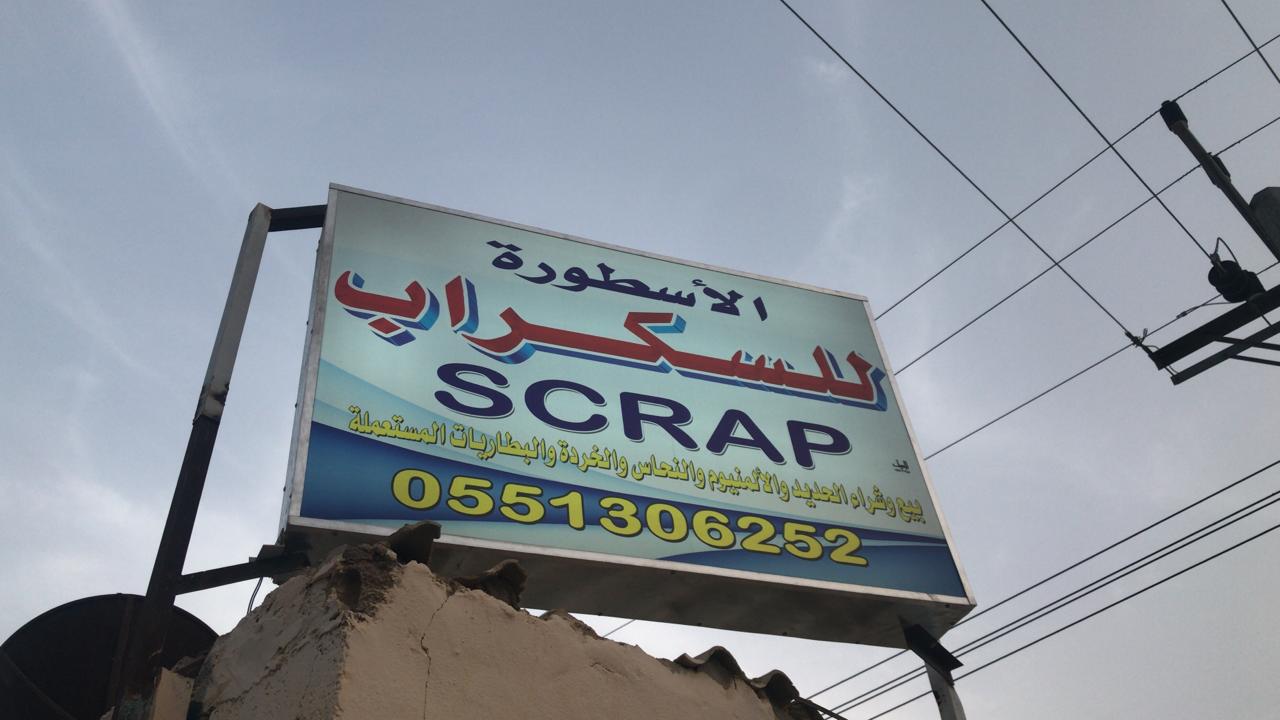 الأسطورة
للسكراب
SCRAP
بيع وشراء الحديد والألمنيوم والنحاس والخردة والبطاريات المستعملة
0551306252